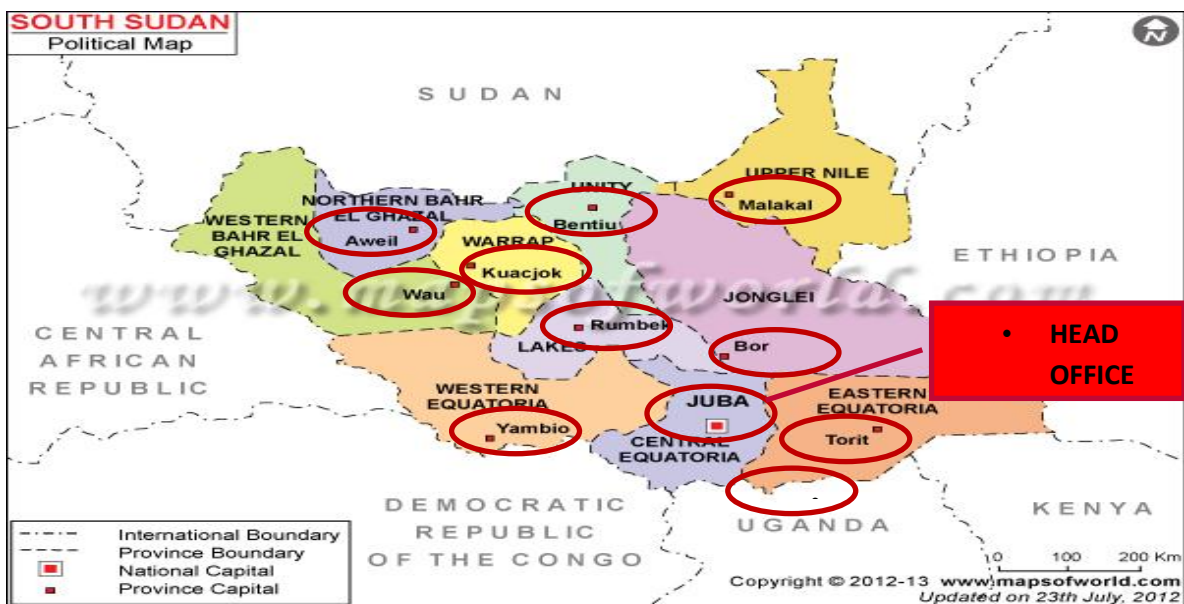 SOUTH SUDAN
Political Map
N
SUDAN
UPPER NILE
Malakal
UNITY
Bentiu
NORTHERN BAHR
EL GHAZAL
Aweil
WESTERN
BAHR EL
GHAZAL
WARRAP
Kuacjok
Wau
ETHIOPIA
www.mapsofworld.com
JONGLEI
Rumbek
LAKES
Bor
• HEAD
OFFICE
CENTRAL
AFRICAN
REPUBLIC
WESTERN
EQUATORIA
Yambio
JUBA
CENTRAL
EQUATORIA
EASTERN
EQUATORIA
Torit
DEMOCRATIC
REPUBLIC
OF THE CONGO
UGANDA
KENYA
International Boundary
Province Boundary
National Capital
Province Capital
0 100 200 Km
Copyright © 2012-13 www.mapsofworld.com
Updated on 23th July, 2012